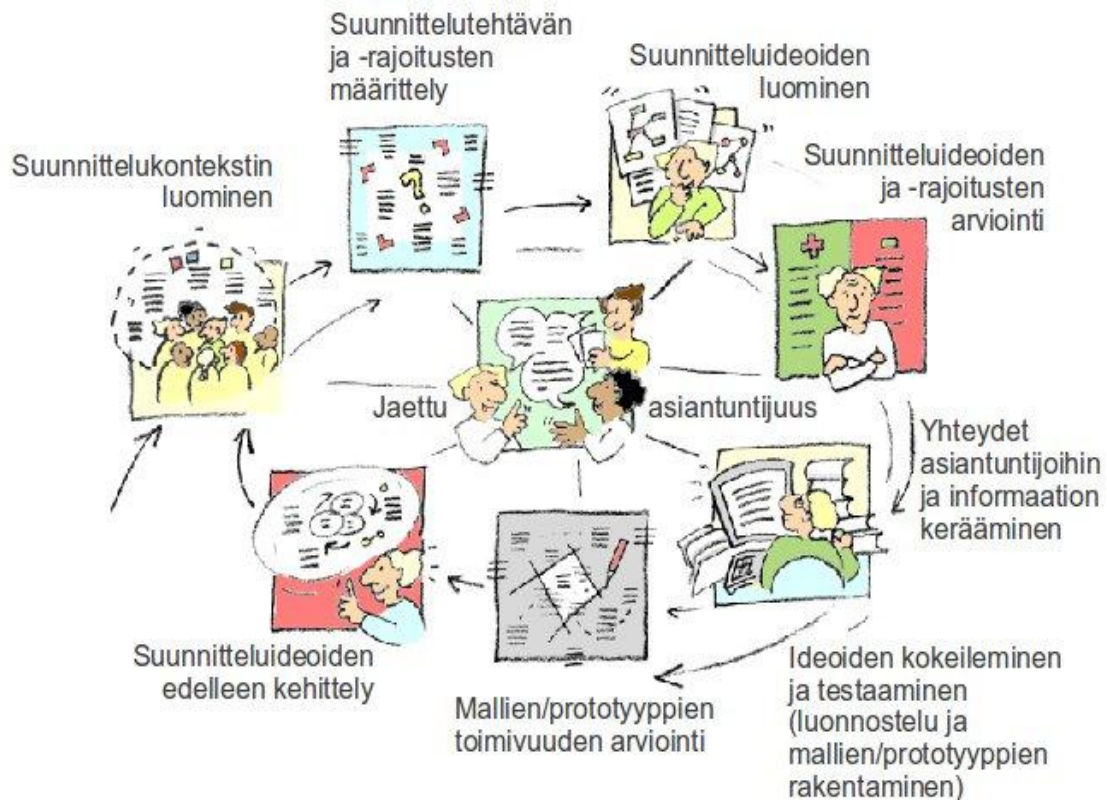 Suunnittelutehtävän
ja -rajoitusten
määrittely
Suunnitteluideoiden
luominen
Suunnittelukontekstin
luominen
Suunnitteluideoiden
ja -rajoitusten
arviointi
Jaettu asiantuntijuus
Yhteydet
asiantuntijoihin
ja informaation
kerääminen
Suunnitteluideoiden
edelleen kehittely
Mallien/prototyyppien
toimivuuden arviointi
Ideoiden kokeileminen
ja testaaminen
(luonnostelu ja
mallien/prototyyppien
rakentaminen)